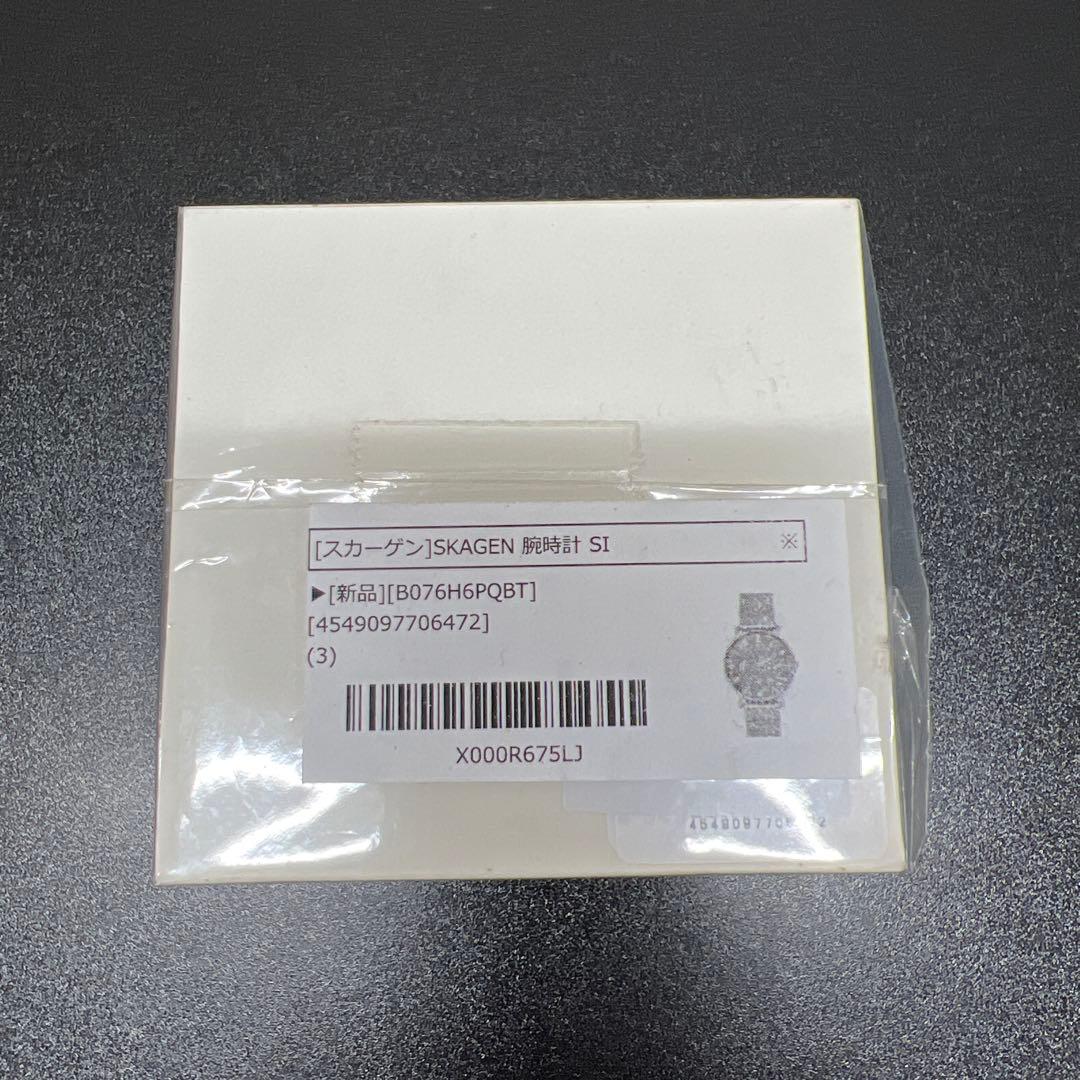 [スカーゲン]SKAGEN 腕時計 SI ※
▶[新品][B076H6PQBT]
[4549097706472]
(3)
X000R675LJ